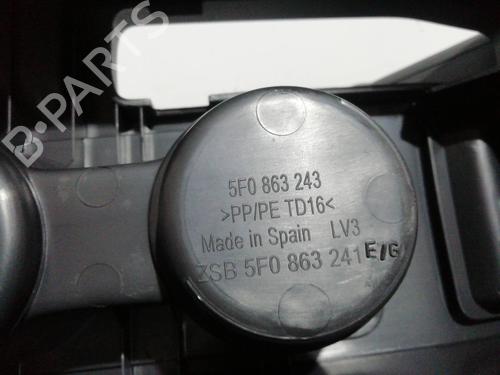 B-PARTS
5F0 863 243
>PP/PE TD16<
Made in Spain LV3
ZSB 5F0 863 241 E/G